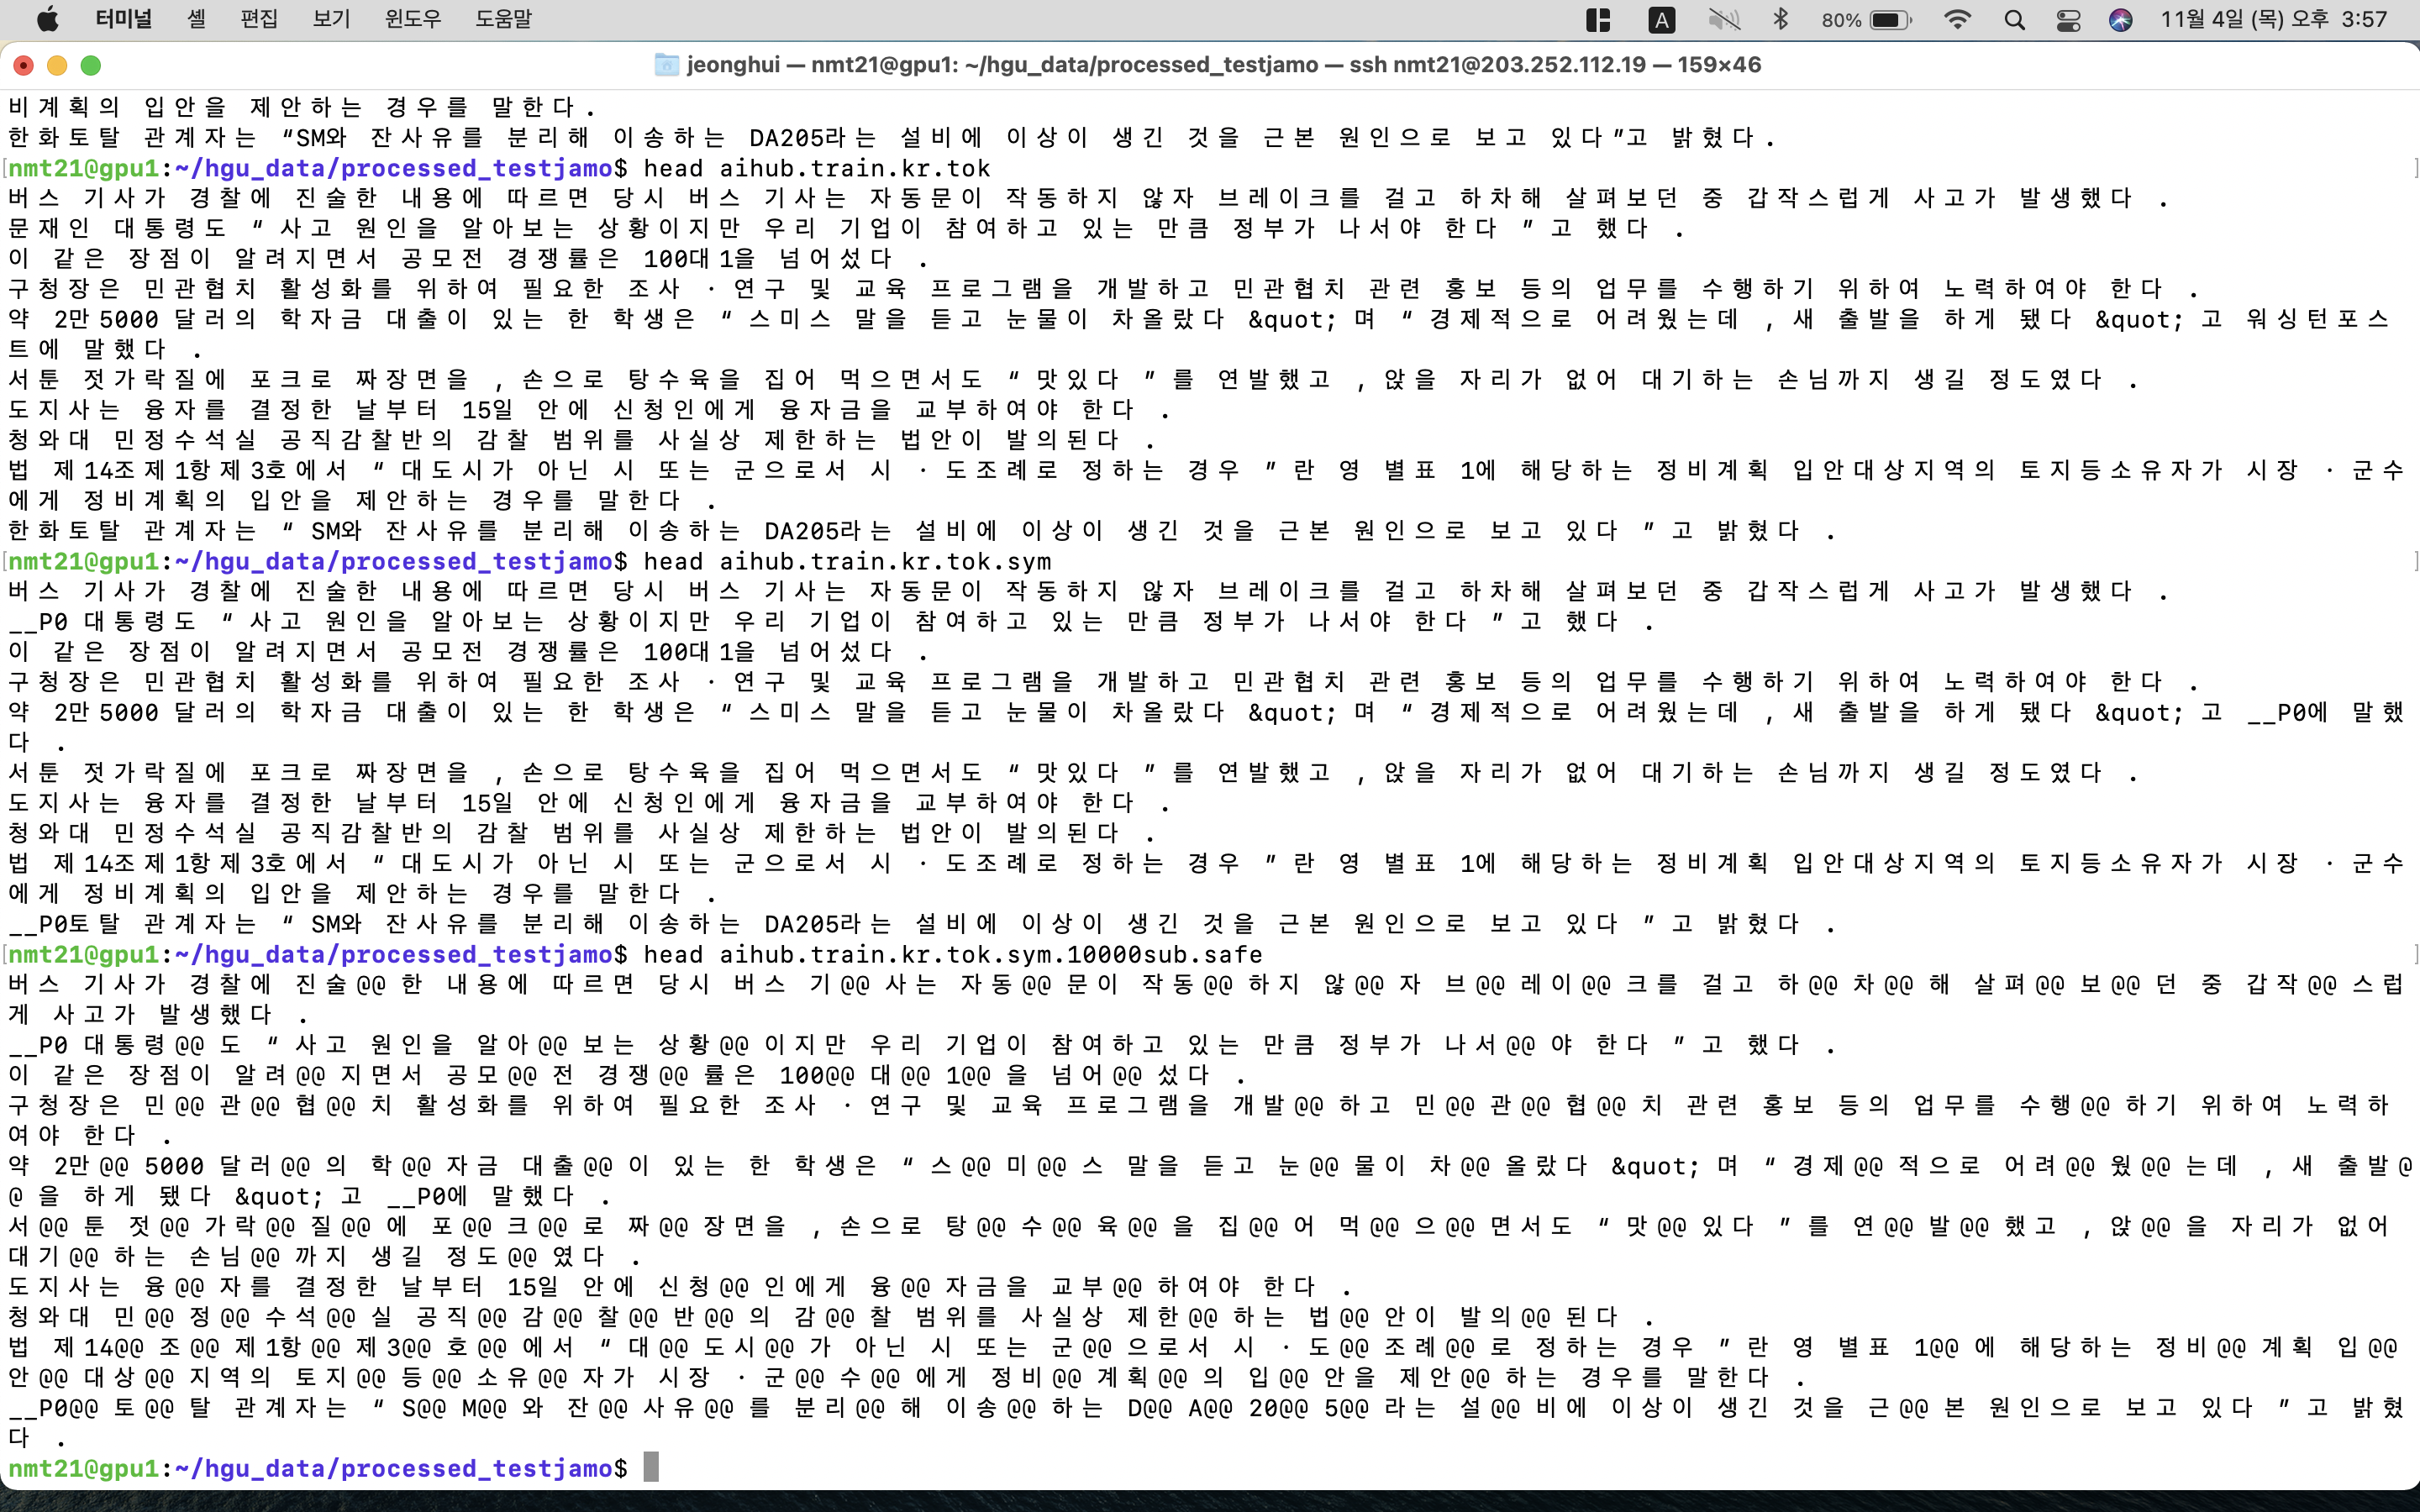 터미널 셸 편집 보기 윈도우 도움말 A 80% 11월 4일 (목) 오후 3:57
jeonghui — nmt21@gpu1: ~/hgu_data/processed_testjamo — ssh nmt21@203.252.112.19 — 159×46
비계획의 입안을 제안하는 경우를 말한다.
한화토탈 관계자는 “SM와 잔사유를 분리해 이송하는 DA205라는 설비에 이상이 생긴 것을 근본 원인으로 보고 있다”고 밝혔다.
nmt21@gpu1:~/hgu_data/processed_testjamo$ head aihub.train.kr.tok
버스 기사가 경찰에 진술한 내용에 따르면 당시 버스 기사는 자동문이 작동하지 않자 브레이크를 걸고 하차해 살펴보던 중 갑작스럽게 사고가 발생했다 .
문재인 대통령도 “ 사고 원인을 알아보는 상황이지만 우리 기업이 참여하고 있는 만큼 정부가 나서야 한다 ” 고 했다 .
이 같은 장점이 알려지면서 공모전 경쟁률은 100대1을 넘어섰다 .
구청장은 민관협치 활성화를 위하여 필요한 조사 · 연구 및 교육 프로그램을 개발하고 민관협치 관련 홍보 등의 업무를 수행하기 위하여 노력하여야 한다 .
약 2만5000 달러의 학자금 대출이 있는 한 학생은 “ 스미스 말을 듣고 눈물이 차올랐다 &quot; 며 “ 경제적으로 어려웠는데 , 새 출발을 하게 됐다 &quot; 고 워싱턴포스
트에 말했다 .
서툰 젓가락질에 포크로 짜장면을 , 손으로 탕수육을 집어 먹으면서도 “ 맛있다 ” 를 연발했고 , 앉을 자리가 없어 대기하는 손님까지 생길 정도였다 .
도지사는 융자를 결정한 날부터 15일 안에 신청인에게 융자금을 교부하여야 한다 .
청와대 민정수석실 공직감찰반의 감찰 범위를 사실상 제한하는 법안이 발의된다 .
법 제14조제1항제3호에서 “ 대도시가 아닌 시 또는 군으로서 시 · 도조례로 정하는 경우 ” 란 영 별표 1에 해당하는 정비계획 입안대상지역의 토지등소유자가 시장 · 군수
에게 정비계획의 입안을 제안하는 경우를 말한다 .
한화토탈 관계자는 “ SM와 잔사유를 분리해 이송하는 DA205라는 설비에 이상이 생긴 것을 근본 원인으로 보고 있다 ” 고 밝혔다 .
nmt21@gpu1:~/hgu_data/processed_testjamo$ head aihub.train.kr.tok.sym
버스 기사가 경찰에 진술한 내용에 따르면 당시 버스 기사는 자동문이 작동하지 않자 브레이크를 걸고 하차해 살펴보던 중 갑작스럽게 사고가 발생했다 .
__P0 대통령도 “ 사고 원인을 알아보는 상황이지만 우리 기업이 참여하고 있는 만큼 정부가 나서야 한다 ” 고 했다 .
이 같은 장점이 알려지면서 공모전 경쟁률은 100대1을 넘어섰다 .
구청장은 민관협치 활성화를 위하여 필요한 조사 · 연구 및 교육 프로그램을 개발하고 민관협치 관련 홍보 등의 업무를 수행하기 위하여 노력하여야 한다 .
약 2만5000 달러의 학자금 대출이 있는 한 학생은 “ 스미스 말을 듣고 눈물이 차올랐다 &quot; 며 “ 경제적으로 어려웠는데 , 새 출발을 하게 됐다 &quot; 고 __P0에 말했
다 .
서툰 젓가락질에 포크로 짜장면을 , 손으로 탕수육을 집어 먹으면서도 “ 맛있다 ” 를 연발했고 , 앉을 자리가 없어 대기하는 손님까지 생길 정도였다 .
도지사는 융자를 결정한 날부터 15일 안에 신청인에게 융자금을 교부하여야 한다 .
청와대 민정수석실 공직감찰반의 감찰 범위를 사실상 제한하는 법안이 발의된다 .
법 제14조제1항제3호에서 “ 대도시가 아닌 시 또는 군으로서 시 · 도조례로 정하는 경우 ” 란 영 별표 1에 해당하는 정비계획 입안대상지역의 토지등소유자가 시장 · 군수
에게 정비계획의 입안을 제안하는 경우를 말한다 .
__P0토탈 관계자는 “ SM와 잔사유를 분리해 이송하는 DA205라는 설비에 이상이 생긴 것을 근본 원인으로 보고 있다 ” 고 밝혔다 .
nmt21@gpu1:~/hgu_data/processed_testjamo$ head aihub.train.kr.tok.sym.10000sub.safe
버스 기사가 경찰에 진술@@ 한 내용에 따르면 당시 버스 기@@ 사는 자동@@ 문이 작동@@ 하지 않@@ 자 브@@ 레이@@ 크를 걸고 하@@ 차@@ 해 살펴@@ 보@@ 던 중 갑작@@ 스럽
게 사고가 발생했다 .
__P0 대통령@@ 도 “ 사고 원인을 알아@@ 보는 상황@@ 이지만 우리 기업이 참여하고 있는 만큼 정부가 나서@@ 야 한다 ” 고 했다 .
이 같은 장점이 알려@@ 지면서 공모@@ 전 경쟁@@ 률은 100@@ 대@@ 1@@ 을 넘어@@ 섰다 .
구청장은 민@@ 관@@ 협@@ 치 활성화를 위하여 필요한 조사 · 연구 및 교육 프로그램을 개발@@ 하고 민@@ 관@@ 협@@ 치 관련 홍보 등의 업무를 수행@@ 하기 위하여 노력하
여야 한다 .
약 2만@@ 5000 달러@@ 의 학@@ 자금 대출@@ 이 있는 한 학생은 “ 스@@ 미@@ 스 말을 듣고 눈@@ 물이 차@@ 올랐다 &quot; 며 “ 경제@@ 적으로 어려@@ 웠@@ 는데 , 새 출발@
@ 을 하게 됐다 &quot; 고 __P0에 말했다 .
서@@ 툰 젓@@ 가락@@ 질@@ 에 포@@ 크@@ 로 짜@@ 장면을 , 손으로 탕@@ 수@@ 육@@ 을 집@@ 어 먹@@ 으@@ 면서도 “ 맛@@ 있다 ” 를 연@@ 발@@ 했고 , 앉@@ 을 자리가 없어
대기@@ 하는 손님@@ 까지 생길 정도@@ 였다 .
도지사는 융@@ 자를 결정한 날부터 15일 안에 신청@@ 인에게 융@@ 자금을 교부@@ 하여야 한다 .
청와대 민@@ 정@@ 수석@@ 실 공직@@ 감@@ 찰@@ 반@@ 의 감@@ 찰 범위를 사실상 제한@@ 하는 법@@ 안이 발의@@ 된다 .
법 제14@@ 조@@ 제1항@@ 제3@@ 호@@ 에서 “ 대@@ 도시@@ 가 아닌 시 또는 군@@ 으로서 시 · 도@@ 조례@@ 로 정하는 경우 ” 란 영 별표 1@@ 에 해당하는 정비@@ 계획 입@@
안@@ 대상@@ 지역의 토지@@ 등@@ 소유@@ 자가 시장 · 군@@ 수@@ 에게 정비@@ 계획@@ 의 입@@ 안을 제안@@ 하는 경우를 말한다 .
__P0@@ 토@@ 탈 관계자는 “ S@@ M@@ 와 잔@@ 사유@@ 를 분리@@ 해 이송@@ 하는 D@@ A@@ 20@@ 5@@ 라는 설@@ 비에 이상이 생긴 것을 근@@ 본 원인으로 보고 있다 ” 고 밝혔
다 .
nmt21@gpu1:~/hgu_data/processed_testjamo$